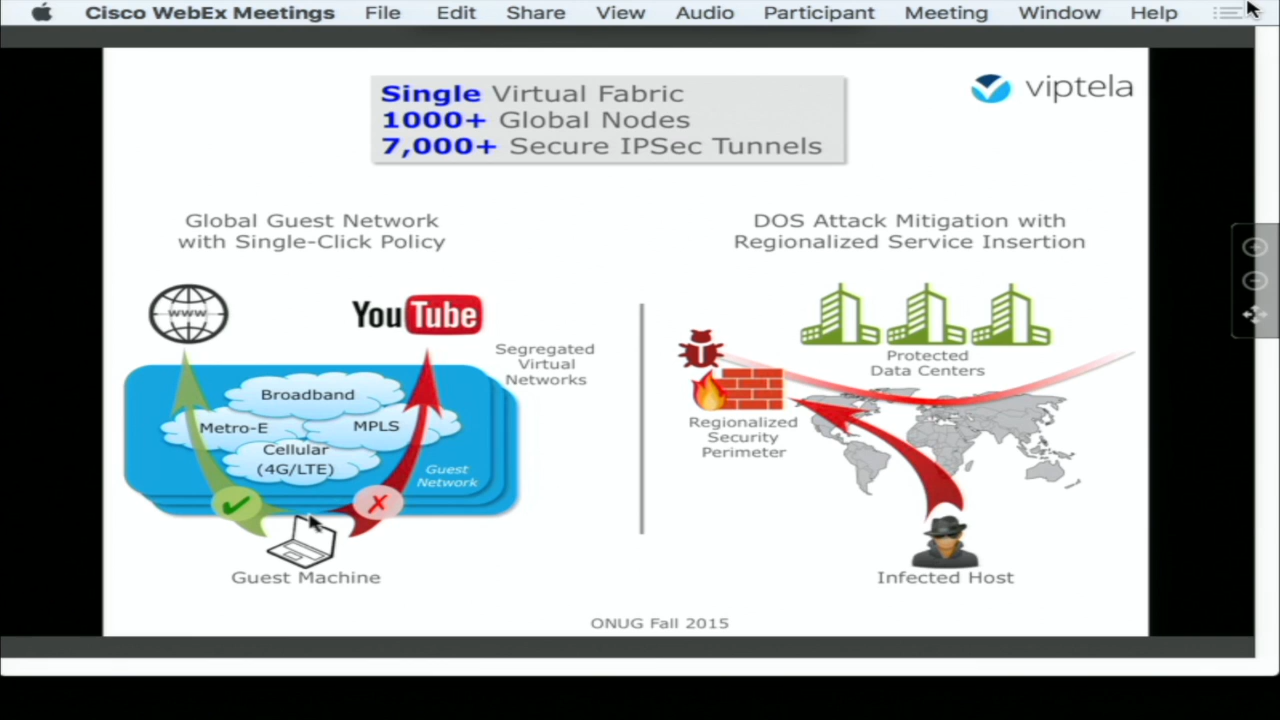 Cisco WebEx Meetings File Edit Share View Audio Participant Meeting Window Help
Single Virtual Fabric
1000+ Global Nodes
7,000+ Secure IPSec Tunnels
viptela
Global Guest Network
with Single-Click Policy
WWW
YouTube
Segregated
Virtual
Networks
Broadband
Metro-E
MPLS
Cellular
(4G/LTE)
Guest
Network
Guest Machine
DOS Attack Mitigation with
Regionalized Service Insertion
Protected
Data Centers
Regionalized
Security
Perimeter
Infected Host
ONUG Fall 2015